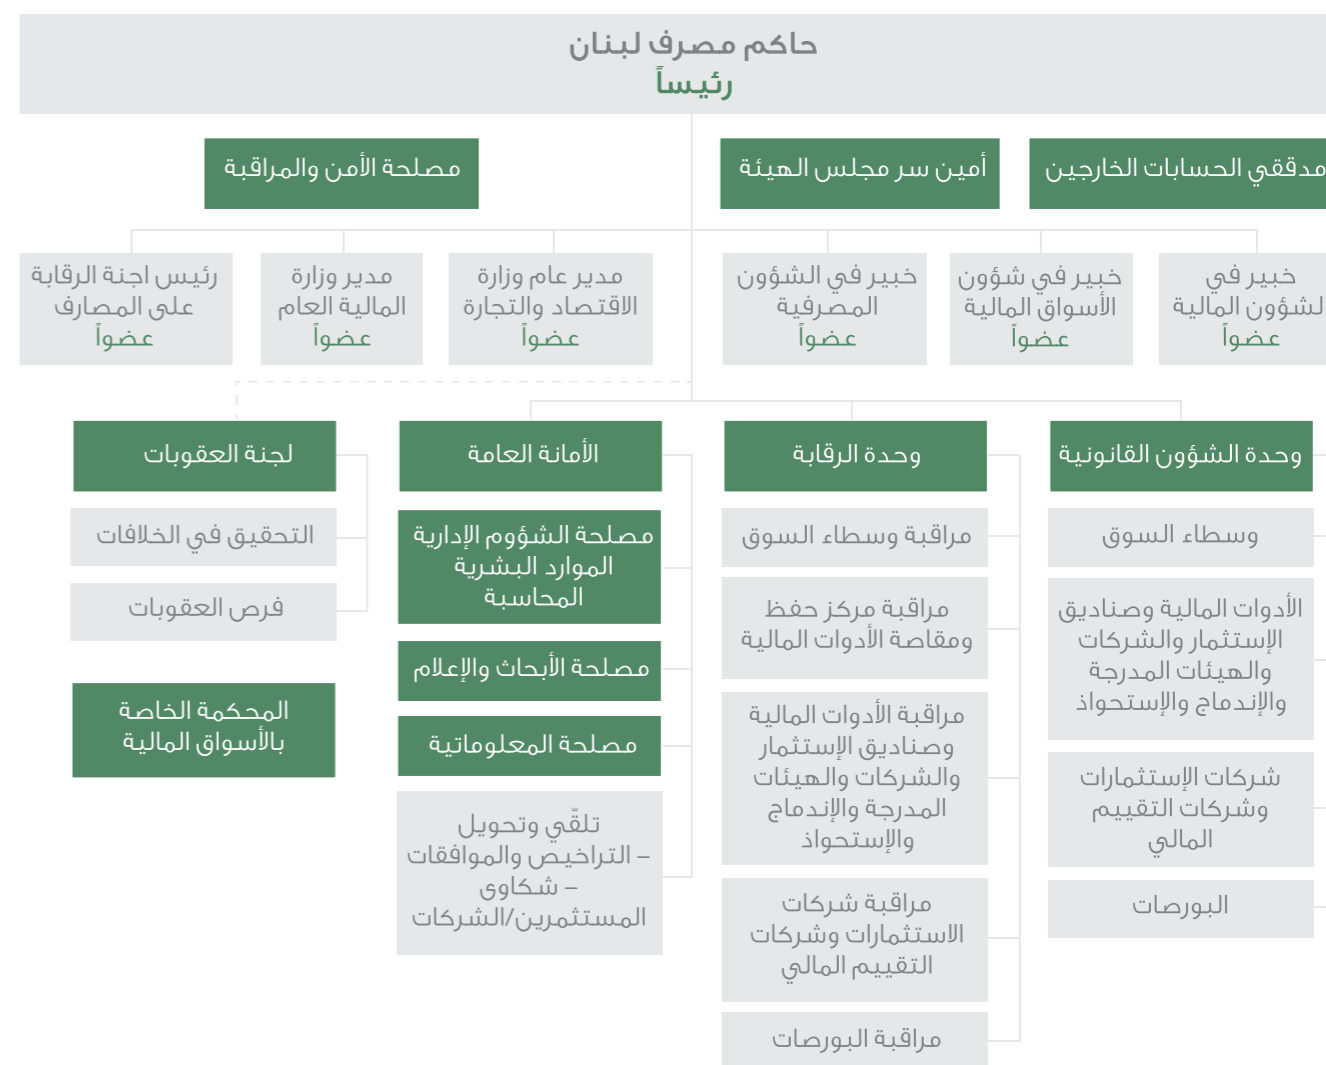 حاكم مصرف لبنان
رئيساً
مدققي الحسابات الخارجين
أمين سر مجلس الهيئة
مصلحة الأمن والمراقبة
خبير في
لشؤون المالية
عضواً
خبير في شؤون
الأسواق المالية
عضواً
خبير في الشؤون
المصرفية
عضواً
مدير عام وزارة
الاقتصاد والتجارة
عضواً
مدير وزارة
المالية العام
عضواً
رئيس اجنة الرقابة
على المصارف
عضواً
وحدة الشؤون القانونية
وسطاء السوق
الأدوات المالية وصناديق
الإستثمار والشركات
والهيئات المدرجة
والإندماج والإستحواذ
شركات الإستثمارات
وشركات التقييم
المالي
البورصات
وحدة الرقابة
مراقبة وسطاء السوق
مراقبة مركز حفظ
ومقاصة الأدوات المالية
مراقبة الأدوات المالية
وصناديق الإستثمار
والشركات والهيئات
المدرجة والإندماج
والإستحواذ
مراقبة شركات
الاستثمارات وشركات
التقييم المالي
مراقبة البورصات
الأمانة العامة
مصلحة الشؤوم الإدارية
الموارد البشرية
المحاسبة
مصلحة الأبحاث والإعلام
مصلحة المعلوماتية
تلقّي وتحويل
– التراخيص والموافقات
– شكاوى
المستثمرين/الشركات
لجنة العقوبات
التحقيق في الخلافات
فرص العقوبات
المحكمة الخاصة
بالأسواق المالية